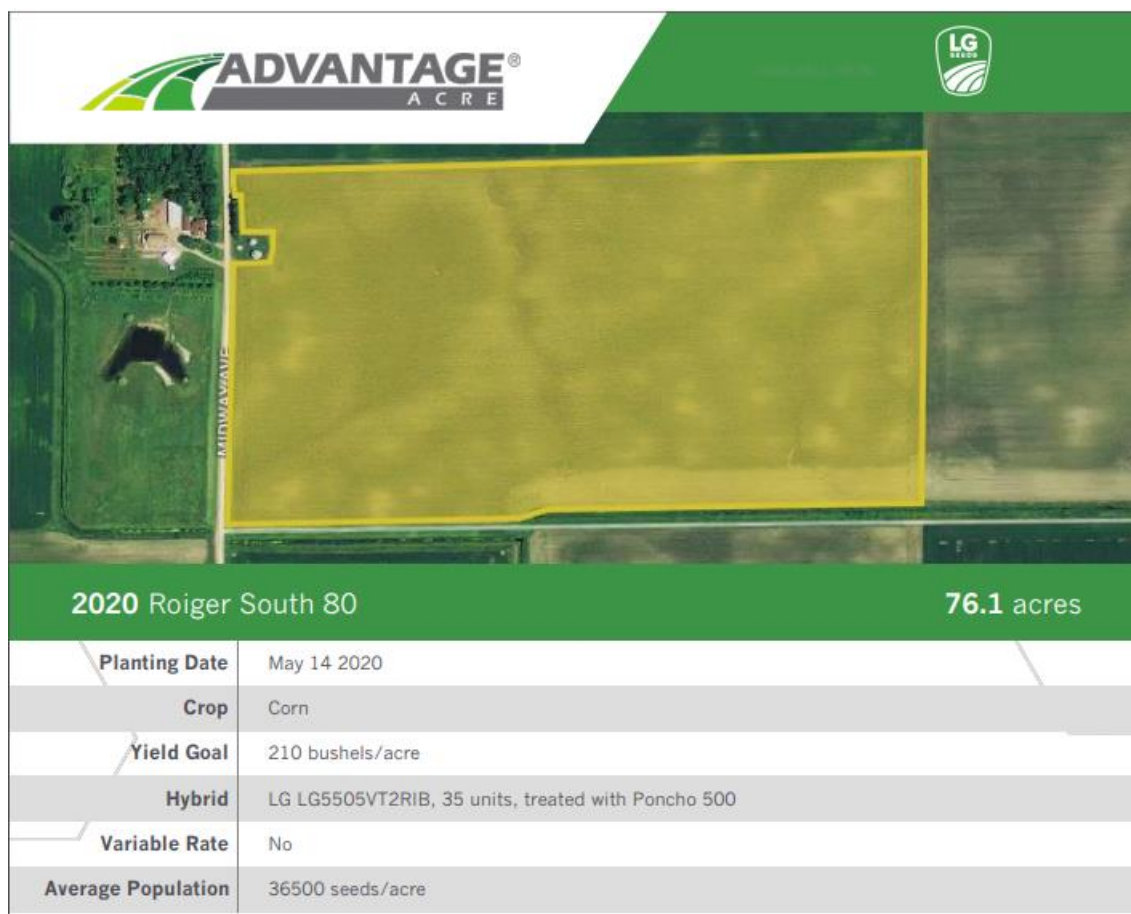 ADVANTAGE®
ACRE
LG
SEEDS
MIDWAY AVE
2020 Roiger South 80
76.1 acres
Planting Date May 14 2020
Crop Corn
Yield Goal 210 bushels/acre
Hybrid LG LG5505VT2RIB, 35 units, treated with Poncho 500
Variable Rate No
Average Population 36500 seeds/acre